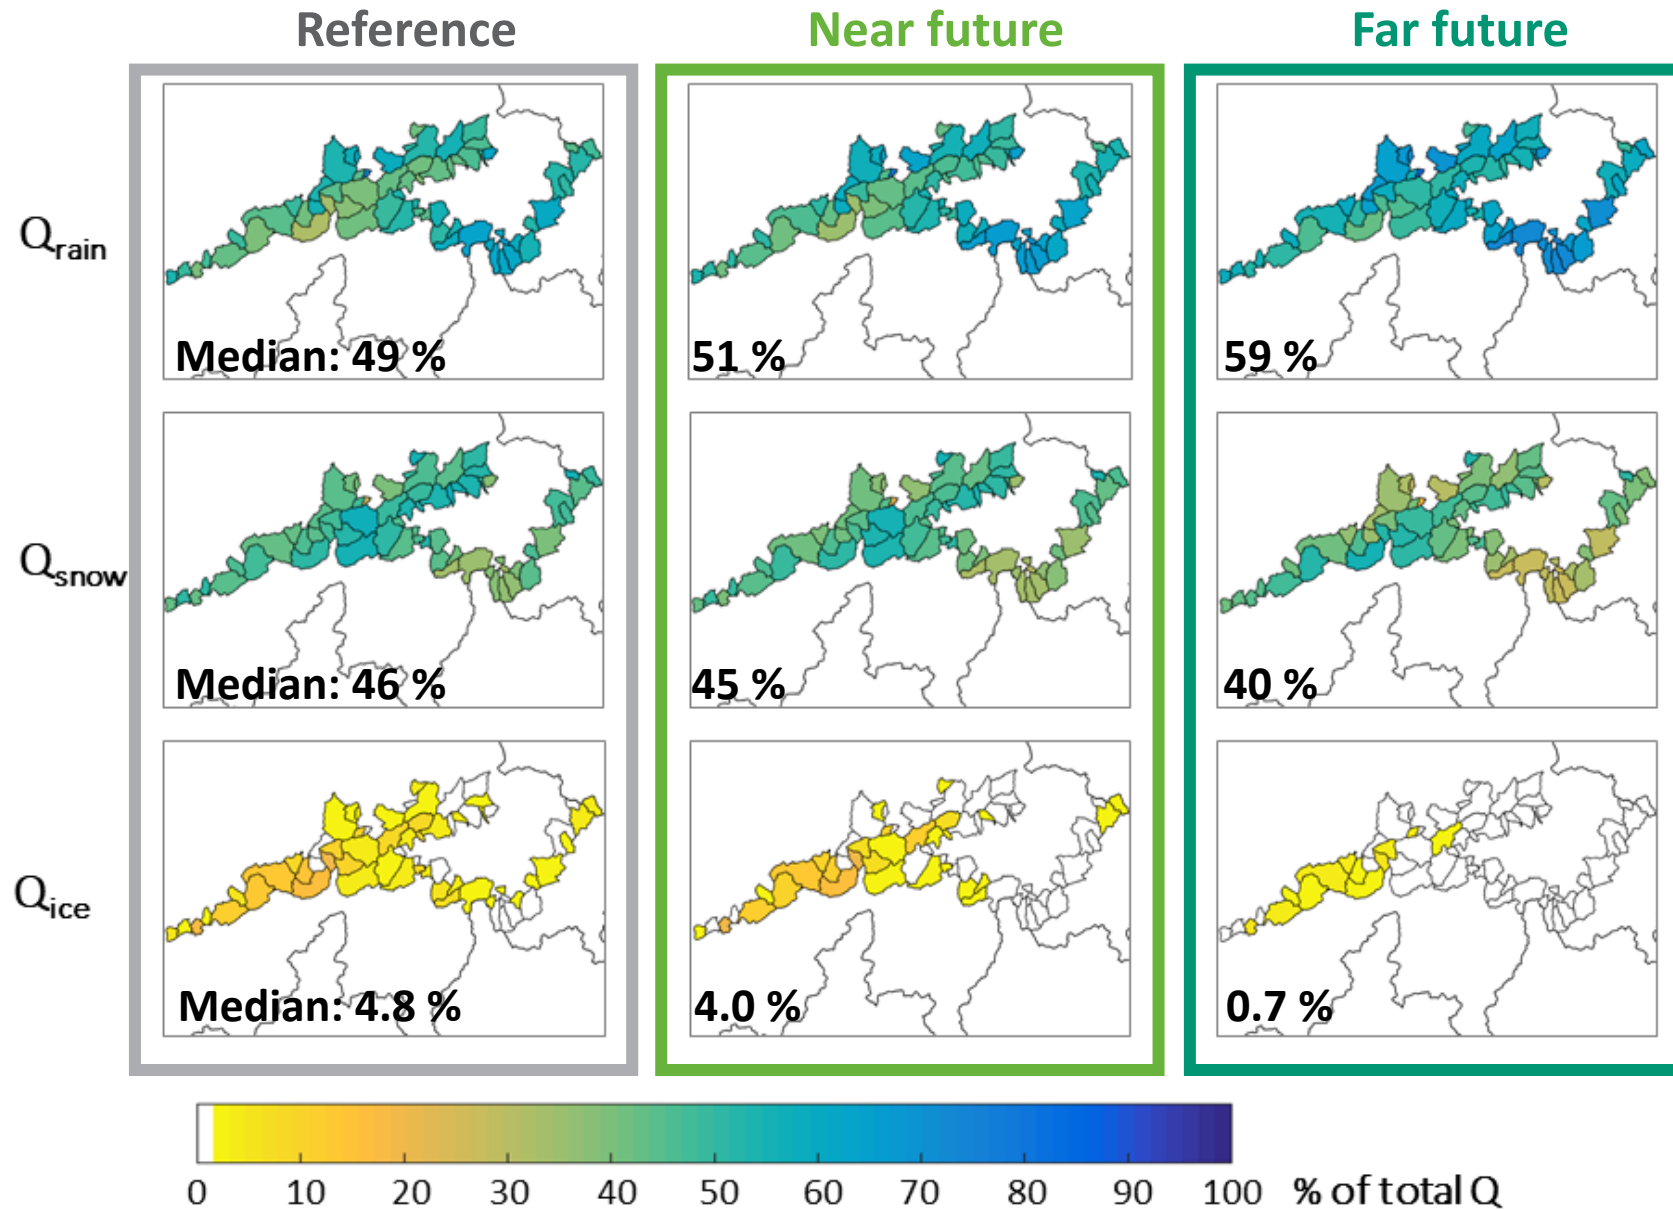 Reference Near future Far future
Qrain
Median: 49 % 51 % 59 %
Qsnow
Median: 46 % 45 % 40 %
Qice
Median: 4.8 % 4.0 % 0.7 %
0 10 20 30 40 50 60 70 80 90 100 % of total Q